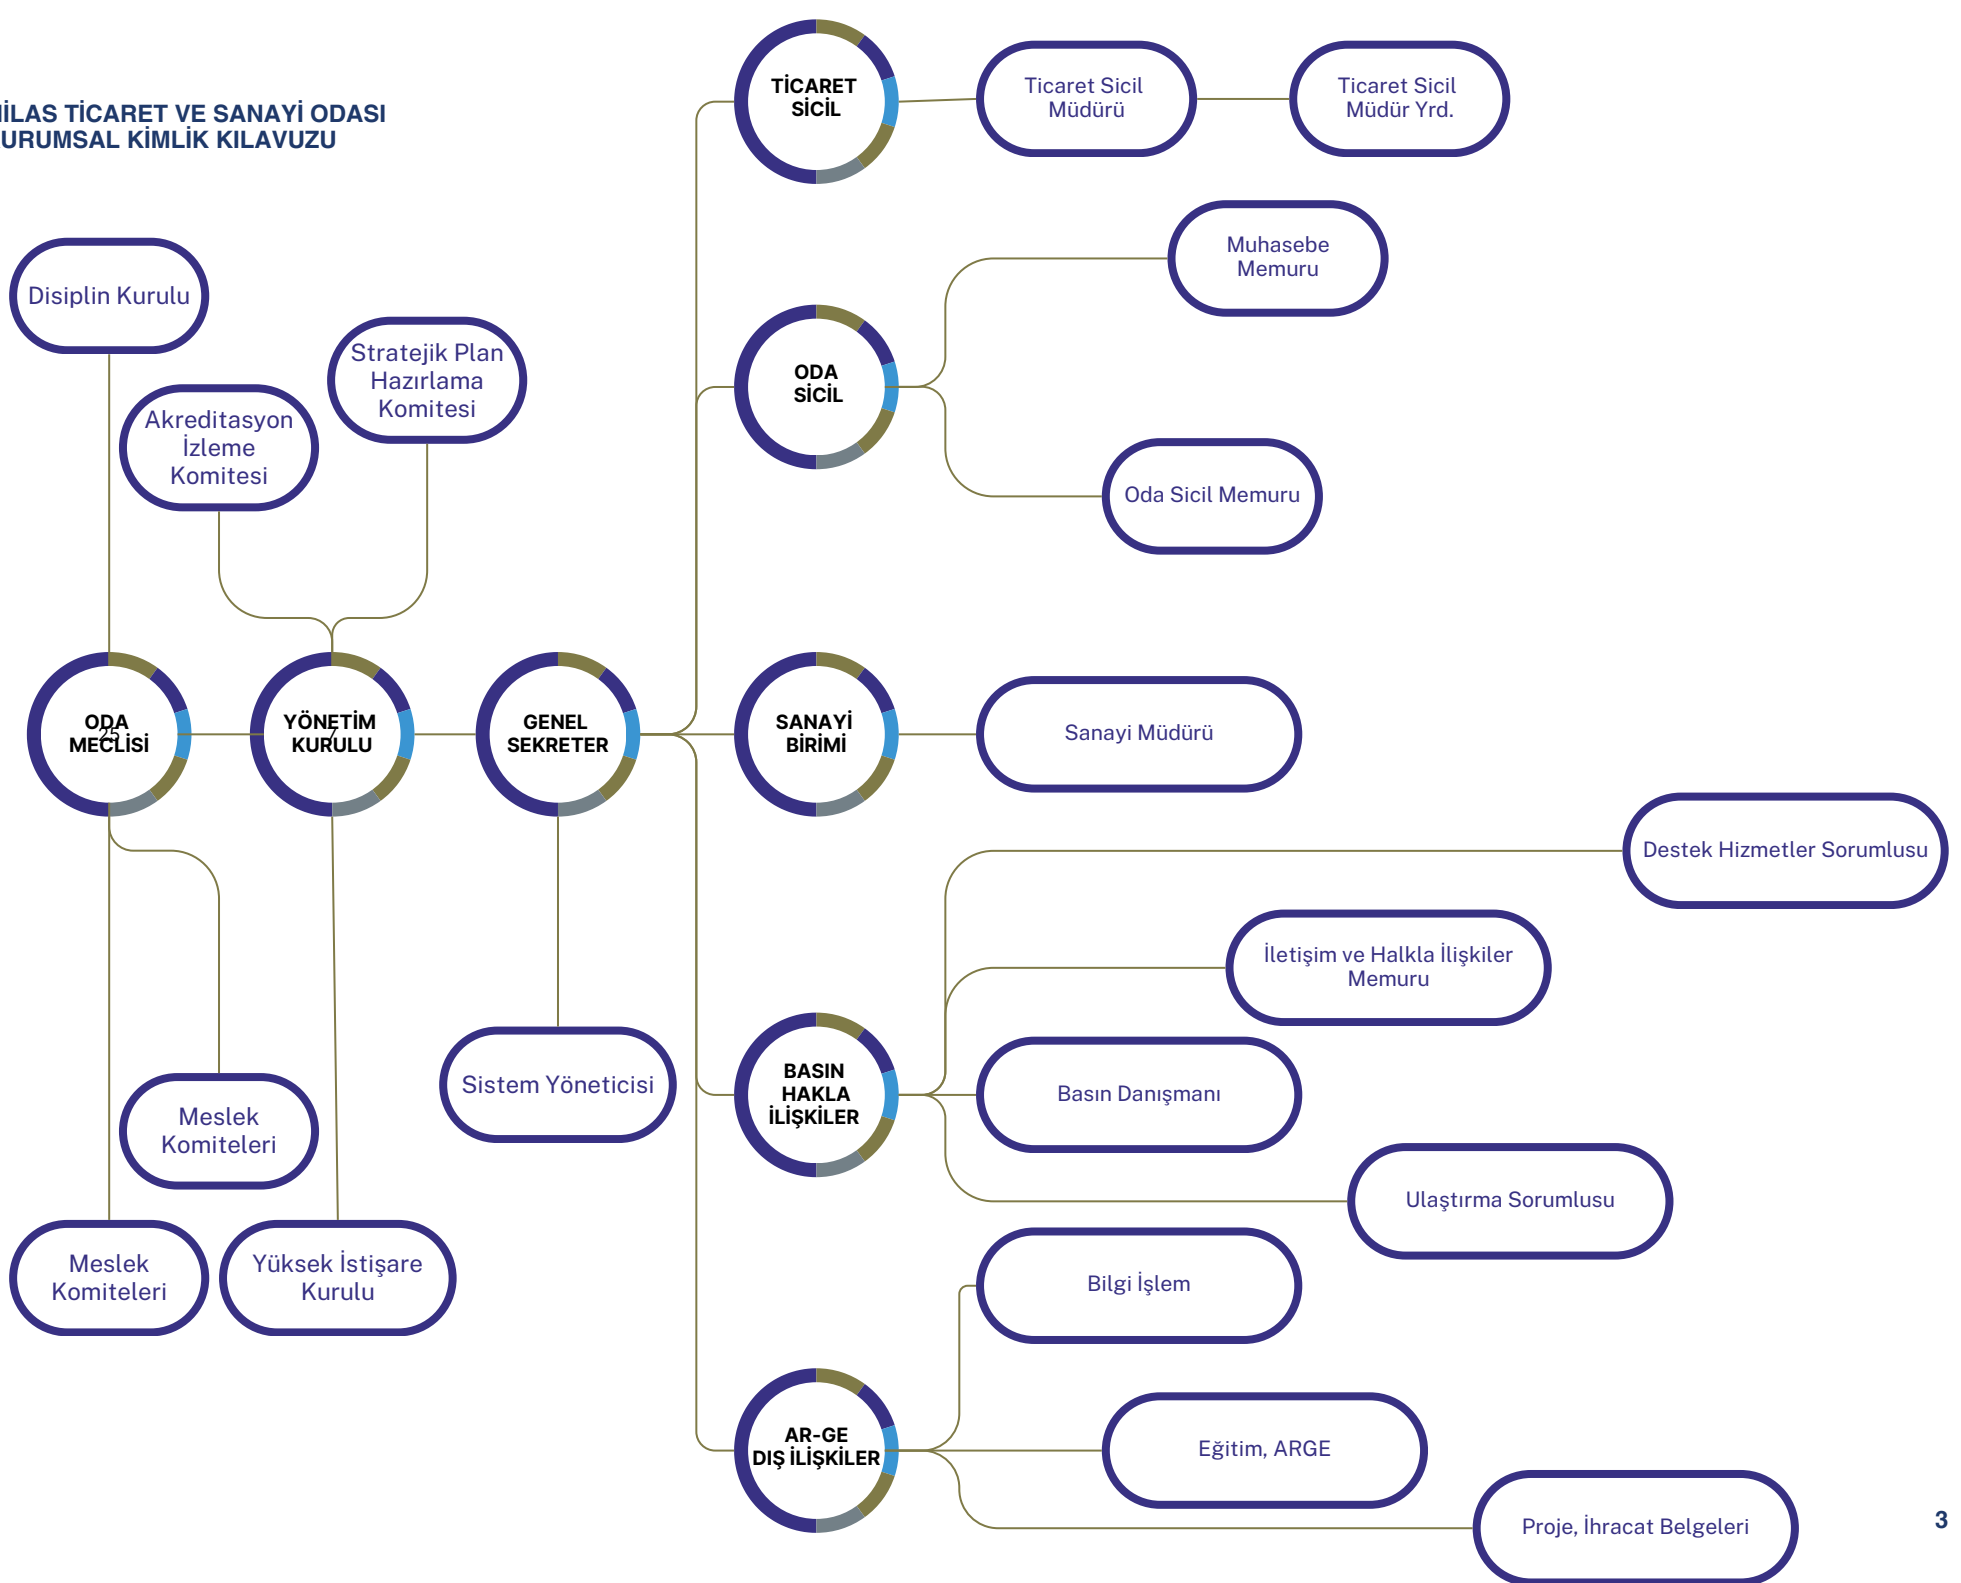 İLAS TİCARET VE SANAYİ ODASI
URUMSAL KİMLİK KILAVUZU
Disiplin Kurulu
Akreditasyon
İzleme
Komitesi
Stratejik Plan
Hazırlama
Komitesi
ODA
MECLİSİ
25
YÖNETİM
KURULU
7
GENEL
SEKRETER
Meslek
Komiteleri
Meslek
Komiteleri
Yüksek İstişare
Kurulu
Sistem Yöneticisi
TİCARET
SİCİL
Ticaret Sicil
Müdürü
Ticaret Sicil
Müdür Yrd.
ODA
SİCİL
Muhasebe
Memuru
Oda Sicil Memuru
SANAYİ
BİRİMİ
Sanayi Müdürü
BASIN
HAKLA
İLİŞKİLER
Destek Hizmetler Sorumlusu
İletişim ve Halkla İlişkiler
Memuru
Basın Danışmanı
Ulaştırma Sorumlusu
AR-GE
DIŞ İLİŞKİLER
Bilgi İşlem
Eğitim, ARGE
Proje, İhracat Belgeleri
3